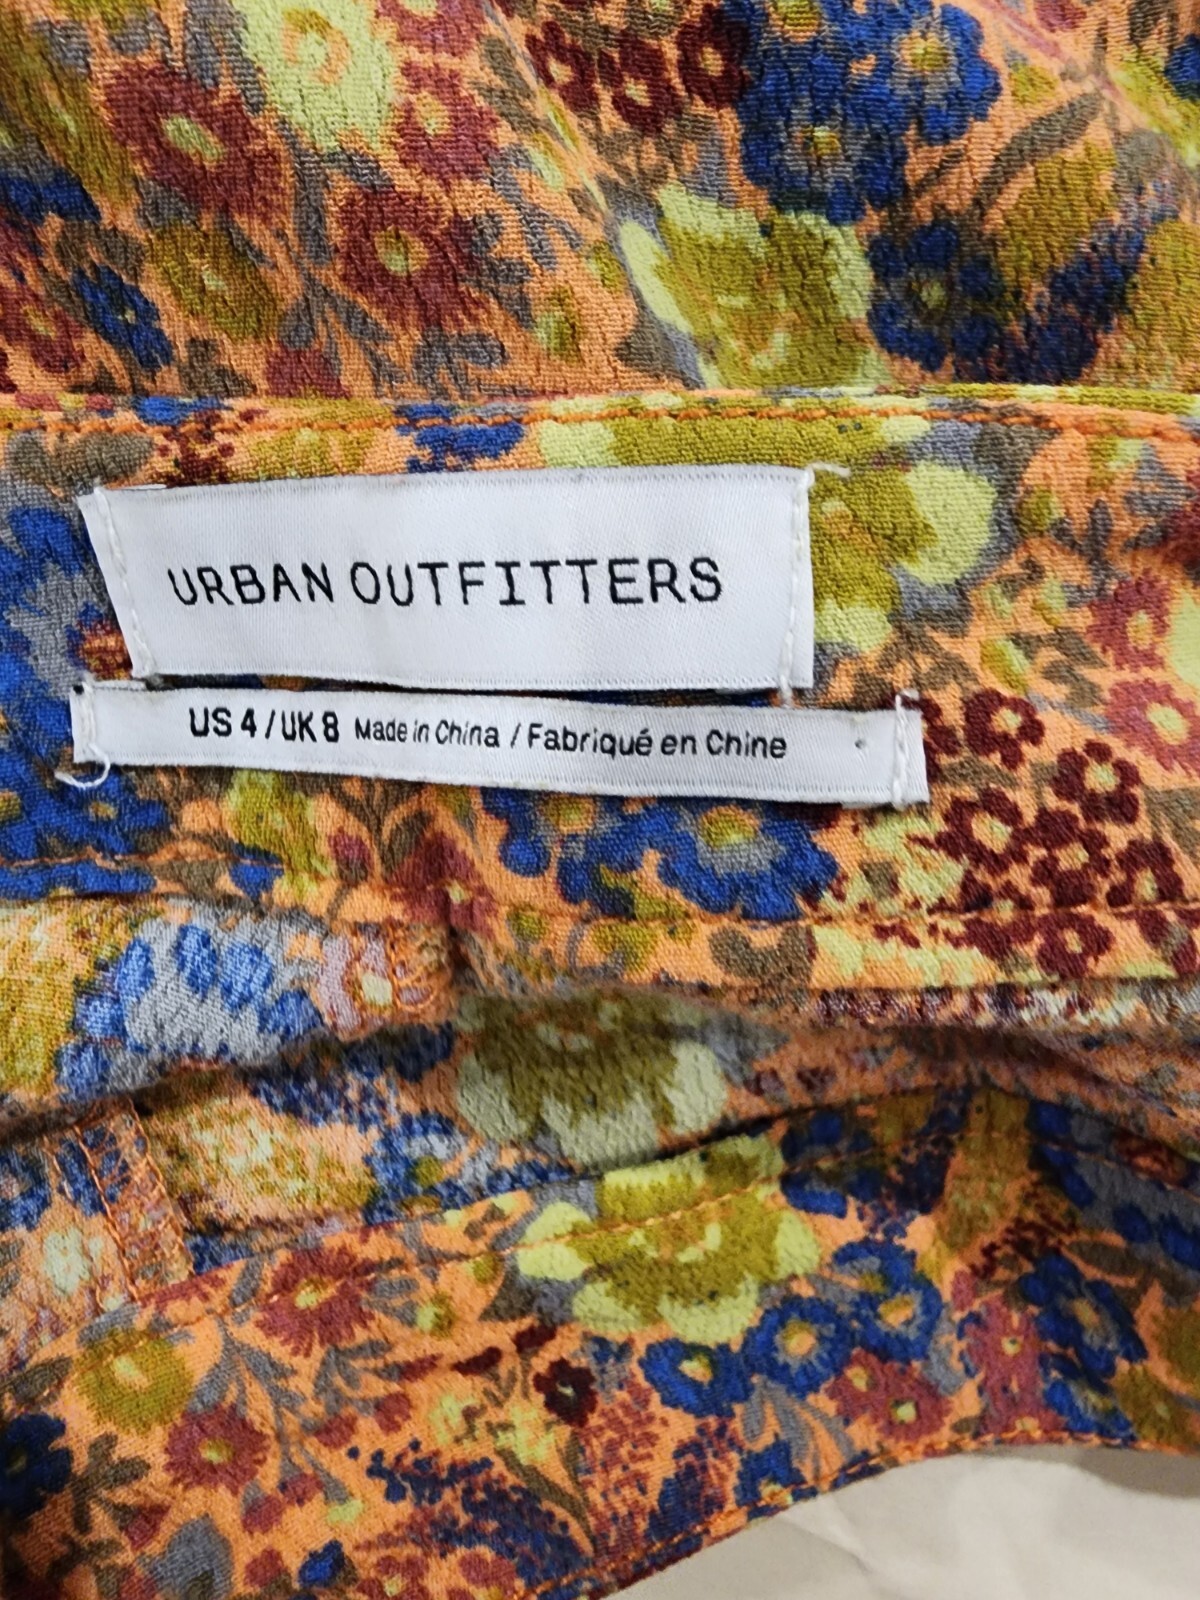 URBAN OUTFITTERS
US 4 / UK 8 Made in China / Fabriqué en Chine